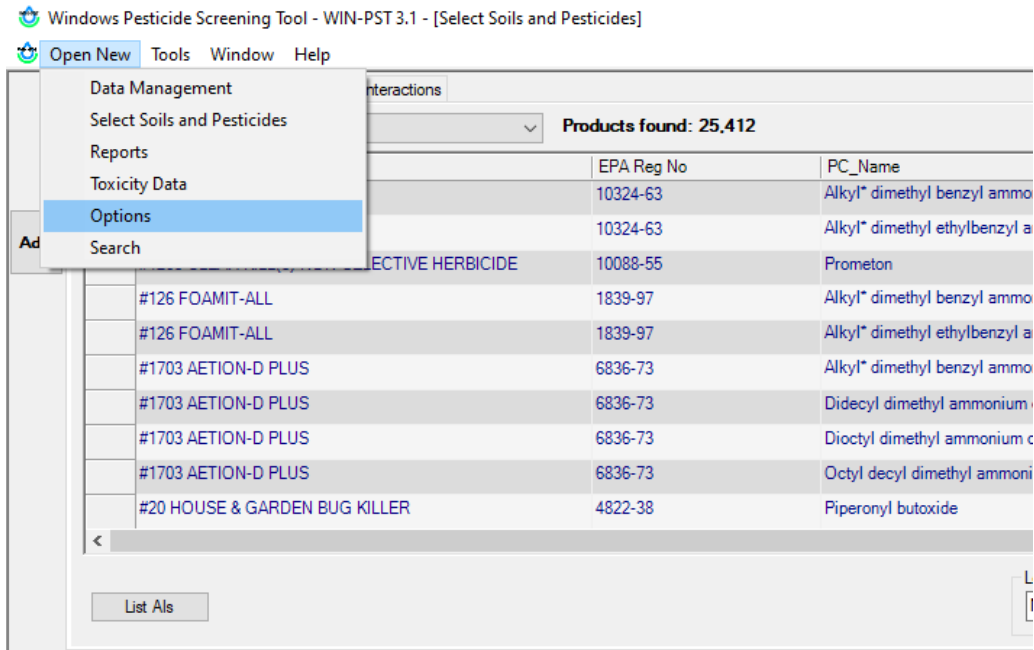 Windows Pesticide Screening Tool - WIN-PST 3.1 - [Select Soils and Pesticides]
Open New Tools Window Help
Data Management
Select Soils and Pesticides
Reports
Toxicity Data
Options
Search
Products found: 25,412
EPA Reg No PC_Name
10324-63 Alkyl* dimethyl benzyl
10324-63 Alkyl* dimethyl ethylbenzyl
HERBICIDE 10088-55 Prometon
#126 FOAMIT-ALL 1839-97 Alkyl* dimethyl benzyl
#126 FOAMIT-ALL 1839-97 Alkyl* dimethyl ethylbenzyl
#1703 AETION-D PLUS 6836-73 Alkyl* dimethyl benzyl
#1703 AETION-D PLUS 6836-73 Didecyl dimethyl ammonium
#1703 AETION-D PLUS 6836-73 Dioctyl dimethyl ammonium
#1703 AETION-D PLUS 6836-73 Octyl decyl dimethyl
#20 HOUSE & GARDEN BUG KILLER 4822-38 Piperonyl butoxide
List AIs